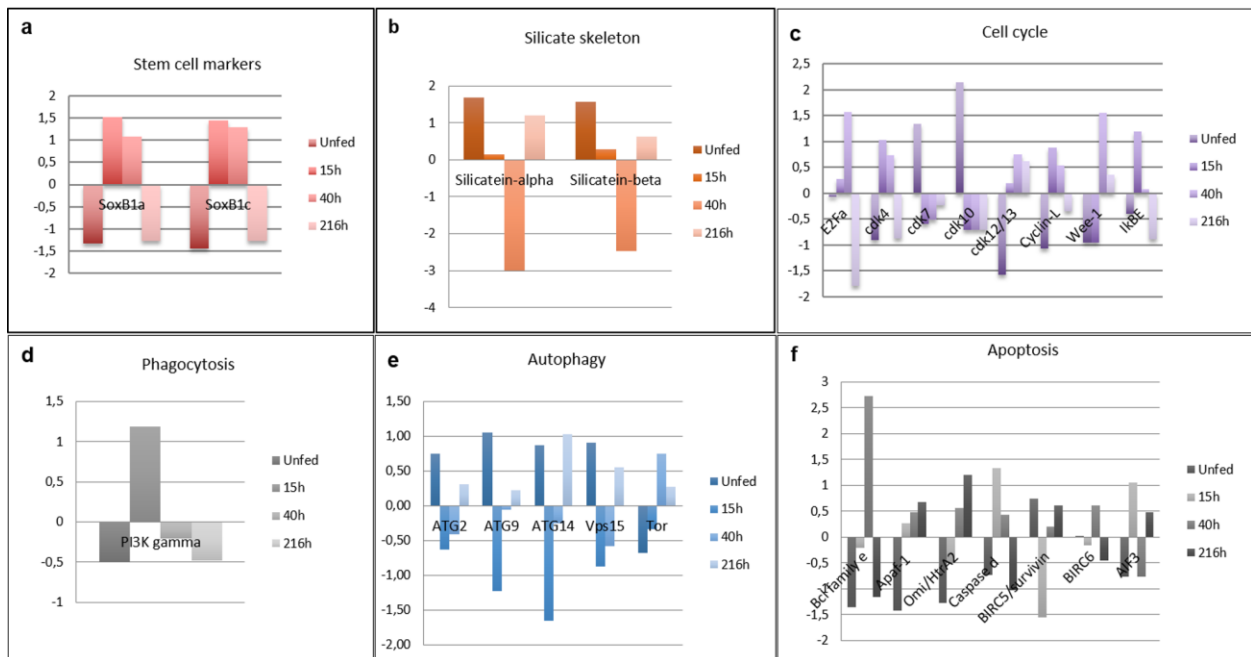 a
Stem cell markers
2
1,5
1
0,5
0
-0,5
-1
-1,5
-2
SoxB1a
SoxB1c
Unfed
15h
40h
216h
b
Silicate skeleton
2
1
0
-1
-2
-3
-4
Silicatein-alpha
Silicatein-beta
Unfed
15h
40h
216h
c
Cell cycle
2,5
2
1,5
1
0,5
0
-0,5
-1
-1,5
-2
E2Fa
cdk4
cdk7
cdk10
cdk12/13
Cyclin-L
Wee-1
IkBE
Unfed
15h
40h
216h
d
Phagocytosis
1,5
1
0,5
0
-0,5
-1
PI3K gamma
Unfed
15h
40h
216h
e
Autophagy
1,50
1,00
0,50
0,00
-0,50
-1,00
-1,50
-2,00
ATG2
ATG9
ATG14
Vps15
Tor
Unfed
15h
40h
216h
f
Apoptosis
3
2,5
2
1,5
1
0,5
0
-0,5
-1
-1,5
-2
Bcl family e
Apaf-1
Omi/HtrA2
Caspase d
BIRC5/survivin
BIRC6
AIF3
Unfed
15h
40h
216h